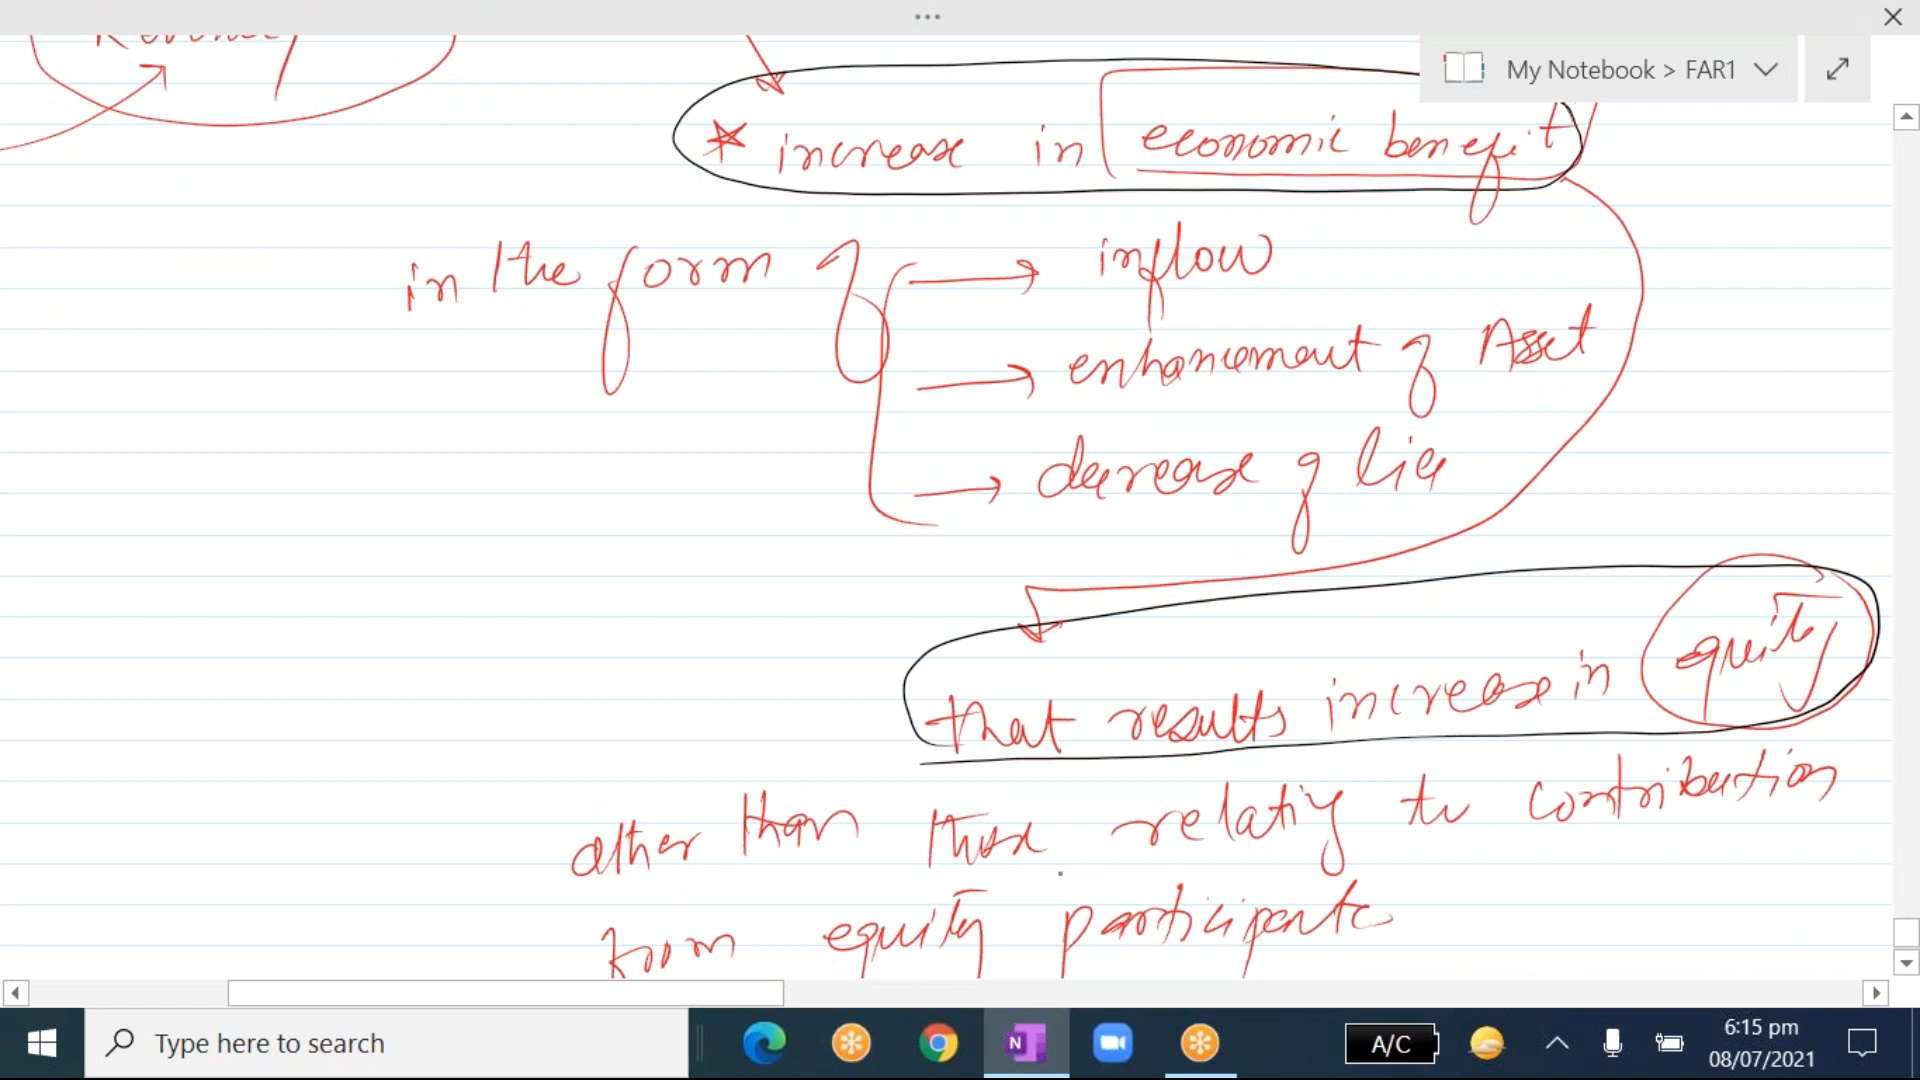 My Notebook > FAR1
* increase in economic benefit
in the form of
→ inflow
→ enhancement of Asset
→ decrease of lia
that results increase in equity
other than those relating to contribution
from equity participants
Type here to search
N
A/C
6:15 pm
08/07/2021